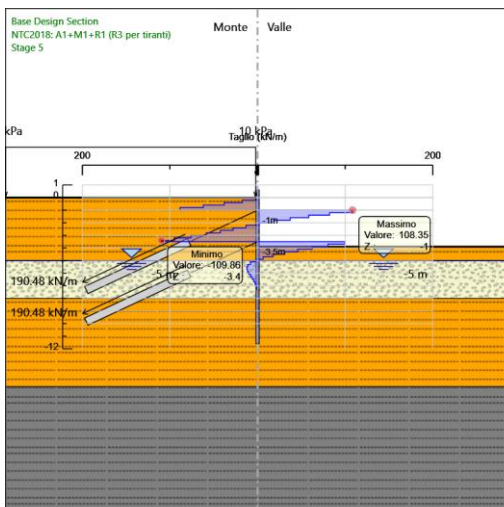 Base Design Section
NTC2018: A1+M1+R1 (R3 per tiranti)
Stage 5
Monte
Valle
kPa
10 kPa
Taglio (kN/m)
200
200
1
-1m
Massimo
Valore: 108.35
Z -1
-3.5m
Minimo
Valore: -109.86
Z -3.4
-5 m
-5 m
190.48 kN/m
190.48 kN/m
-12